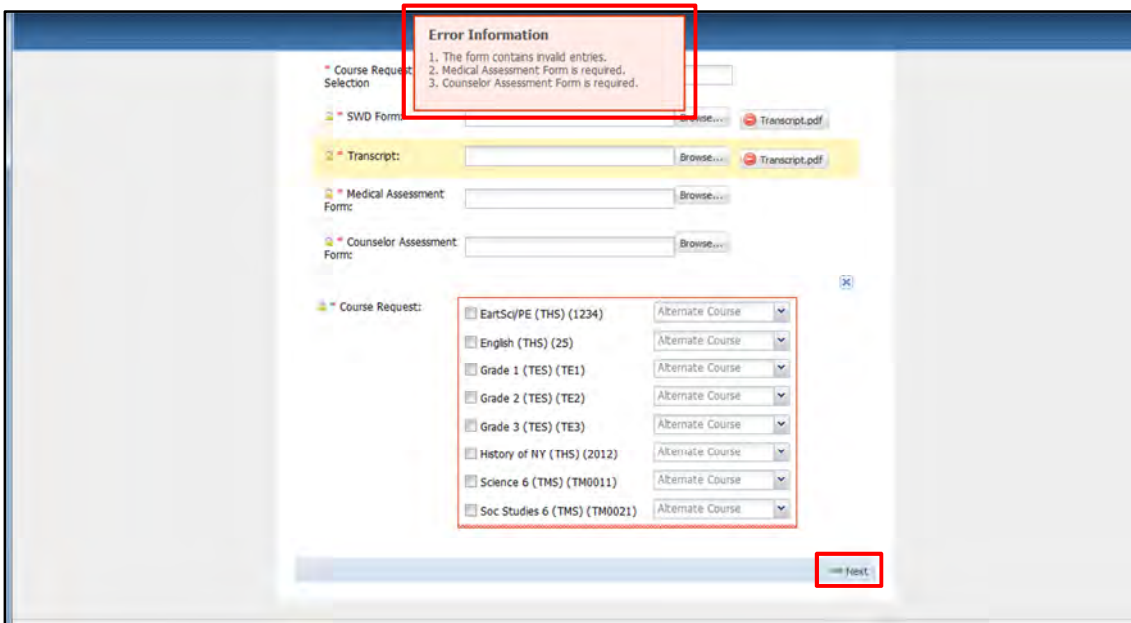 Error Information
1. The form contains invalid entries.
2. Medical Assessment Form is required.
3. Counselor Assessment Form is required.
* Course Request
Selection
* SWD Form: Browse... Transcript.pdf
* Transcript: Browse... Transcript.pdf
* Medical Assessment
Form: Browse...
* Counselor Assessment
Form: Browse...
* Course Request:
EartSci/PE (THS) (1234) Alternate Course
English (THS) (25) Alternate Course
Grade 1 (TES) (TE1) Alternate Course
Grade 2 (TES) (TE2) Alternate Course
Grade 3 (TES) (TE3) Alternate Course
History of NY (THS) (2012) Alternate Course
Science 6 (TMS) (TM0011) Alternate Course
Soc Studies 6 (TMS) (TM0021) Alternate Course
Next